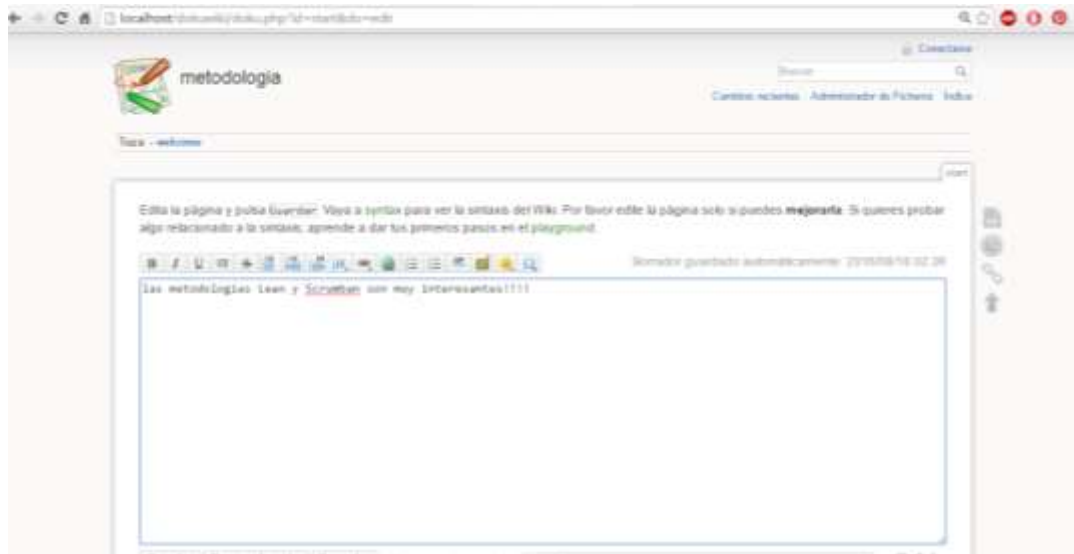 localhost/dokuwiki/doku.php?id=start&do=edit
Conectarse
metodologia
Buscar
Cambios recientes Administrador de Ficheros Índice
Traza: • welcome
start
Edita la página y pulsa Guardar. Vaya a syntax para ver la sintaxis del Wiki. Por favor edite la página solo si puedes mejorarla. Si quieres probar
algo relacionado a la sintaxis, aprende a dar tus primeros pasos en el playground.
Borrador guardado automáticamente:
las metodologias Lean y Scrumban son muy interesantes!!!!